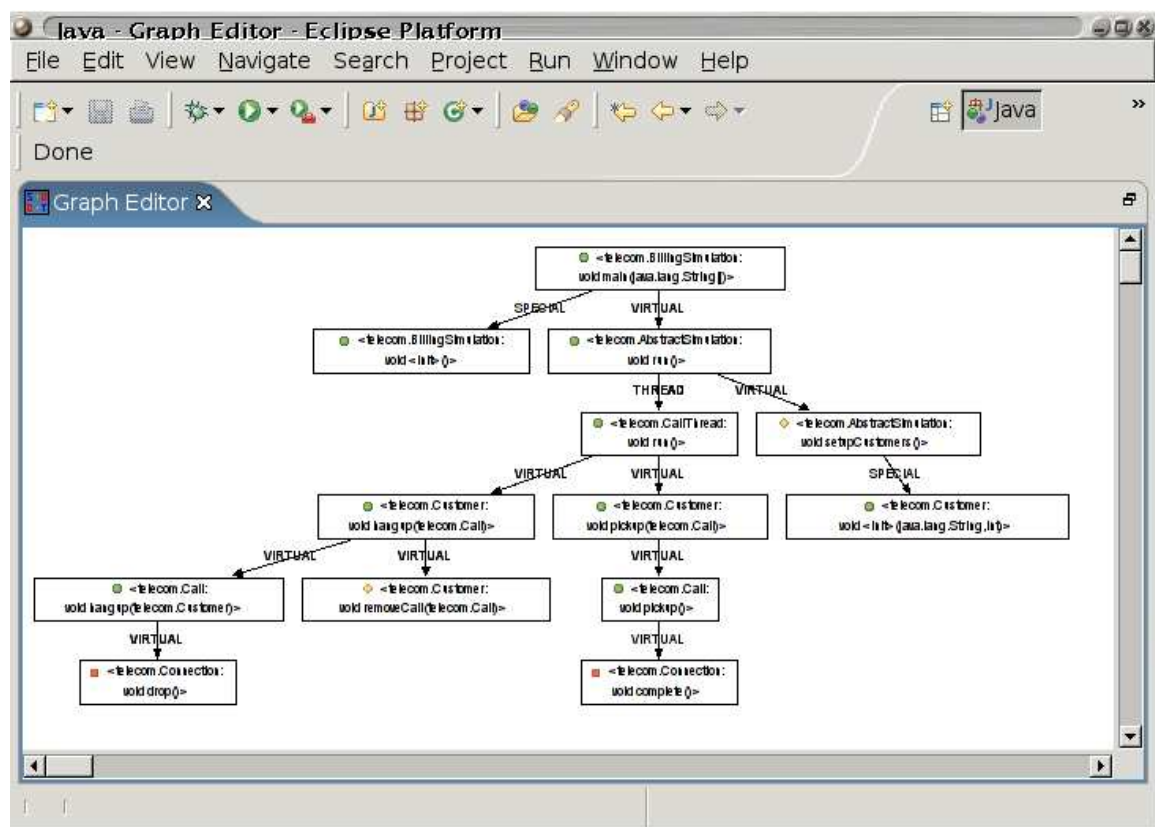 Java - Graph Editor - Eclipse Platform
File Edit View Navigate Search Project Run Window Help
Java »
Done
Graph Editor
<telecom.BillingSimulation:
void main(java.lang.String[])>
SPECIAL VIRTUAL
<telecom.BillingSimulation:
void <init>()>
<telecom.AbstractSimulation:
void run()>
THREAD VIRTUAL
<telecom.CallThread:
void run()>
<telecom.AbstractSimulation:
void setupCustomers()>
VIRTUAL VIRTUAL SPECIAL
<telecom.Customer:
void hangup(telecom.Call)>
<telecom.Customer:
void pickup(telecom.Call)>
<telecom.Customer:
void <init>(java.lang.String,int)>
VIRTUAL VIRTUAL VIRTUAL
<telecom.Call:
void hangup(telecom.Customer)>
<telecom.Customer:
void removeCall(telecom.Call)>
<telecom.Call:
void pickup()>
VIRTUAL VIRTUAL
<telecom.Connection:
void drop()>
<telecom.Connection:
void complete()>